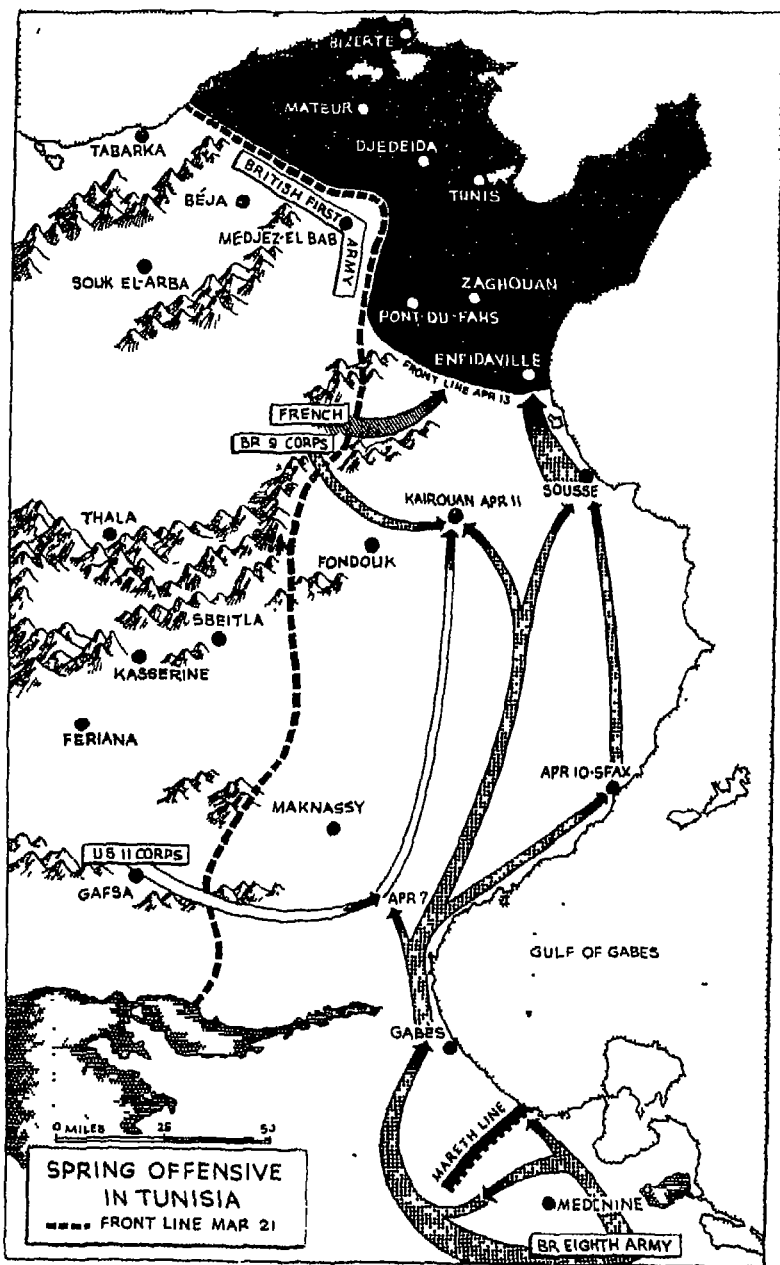 BIZERTE
MATEUR
DJEDEIDA
TABARKA
TUNIS
BRITISH FIRST
ARMY
BÉJA
MEDJEZ-EL BAB
SOUK EL-ARBA
ZAGHOUAN
PONT-DU-FAHS
ENFIDAVILLE
FRONT LINE APR 13
FRENCH
BR 9 CORPS
SOUSSE
KAIROUAN APR 11
THALA
FONDOUK
SBEITLA
KASSERINE
FERIANA
APR 10-SFAX
MAKNASSY
US 11 CORPS
GAFSA
APR 7
GULF OF GABES
GABES
MARETH LINE
0 MILES 25 50
SPRING OFFENSIVE
IN TUNISIA
FRONT LINE MAR 21
MEDENINE
BR EIGHTH ARMY